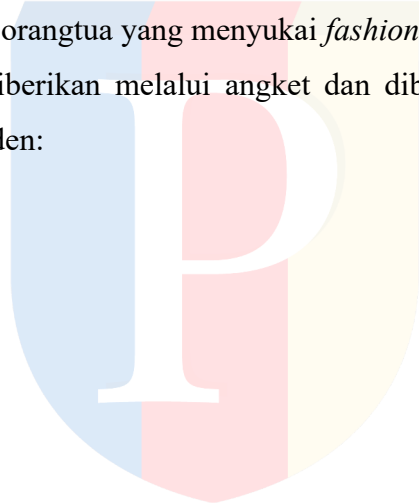 orangtua yang menyukai fashion
iberikan melalui angket dan dib
den:
P